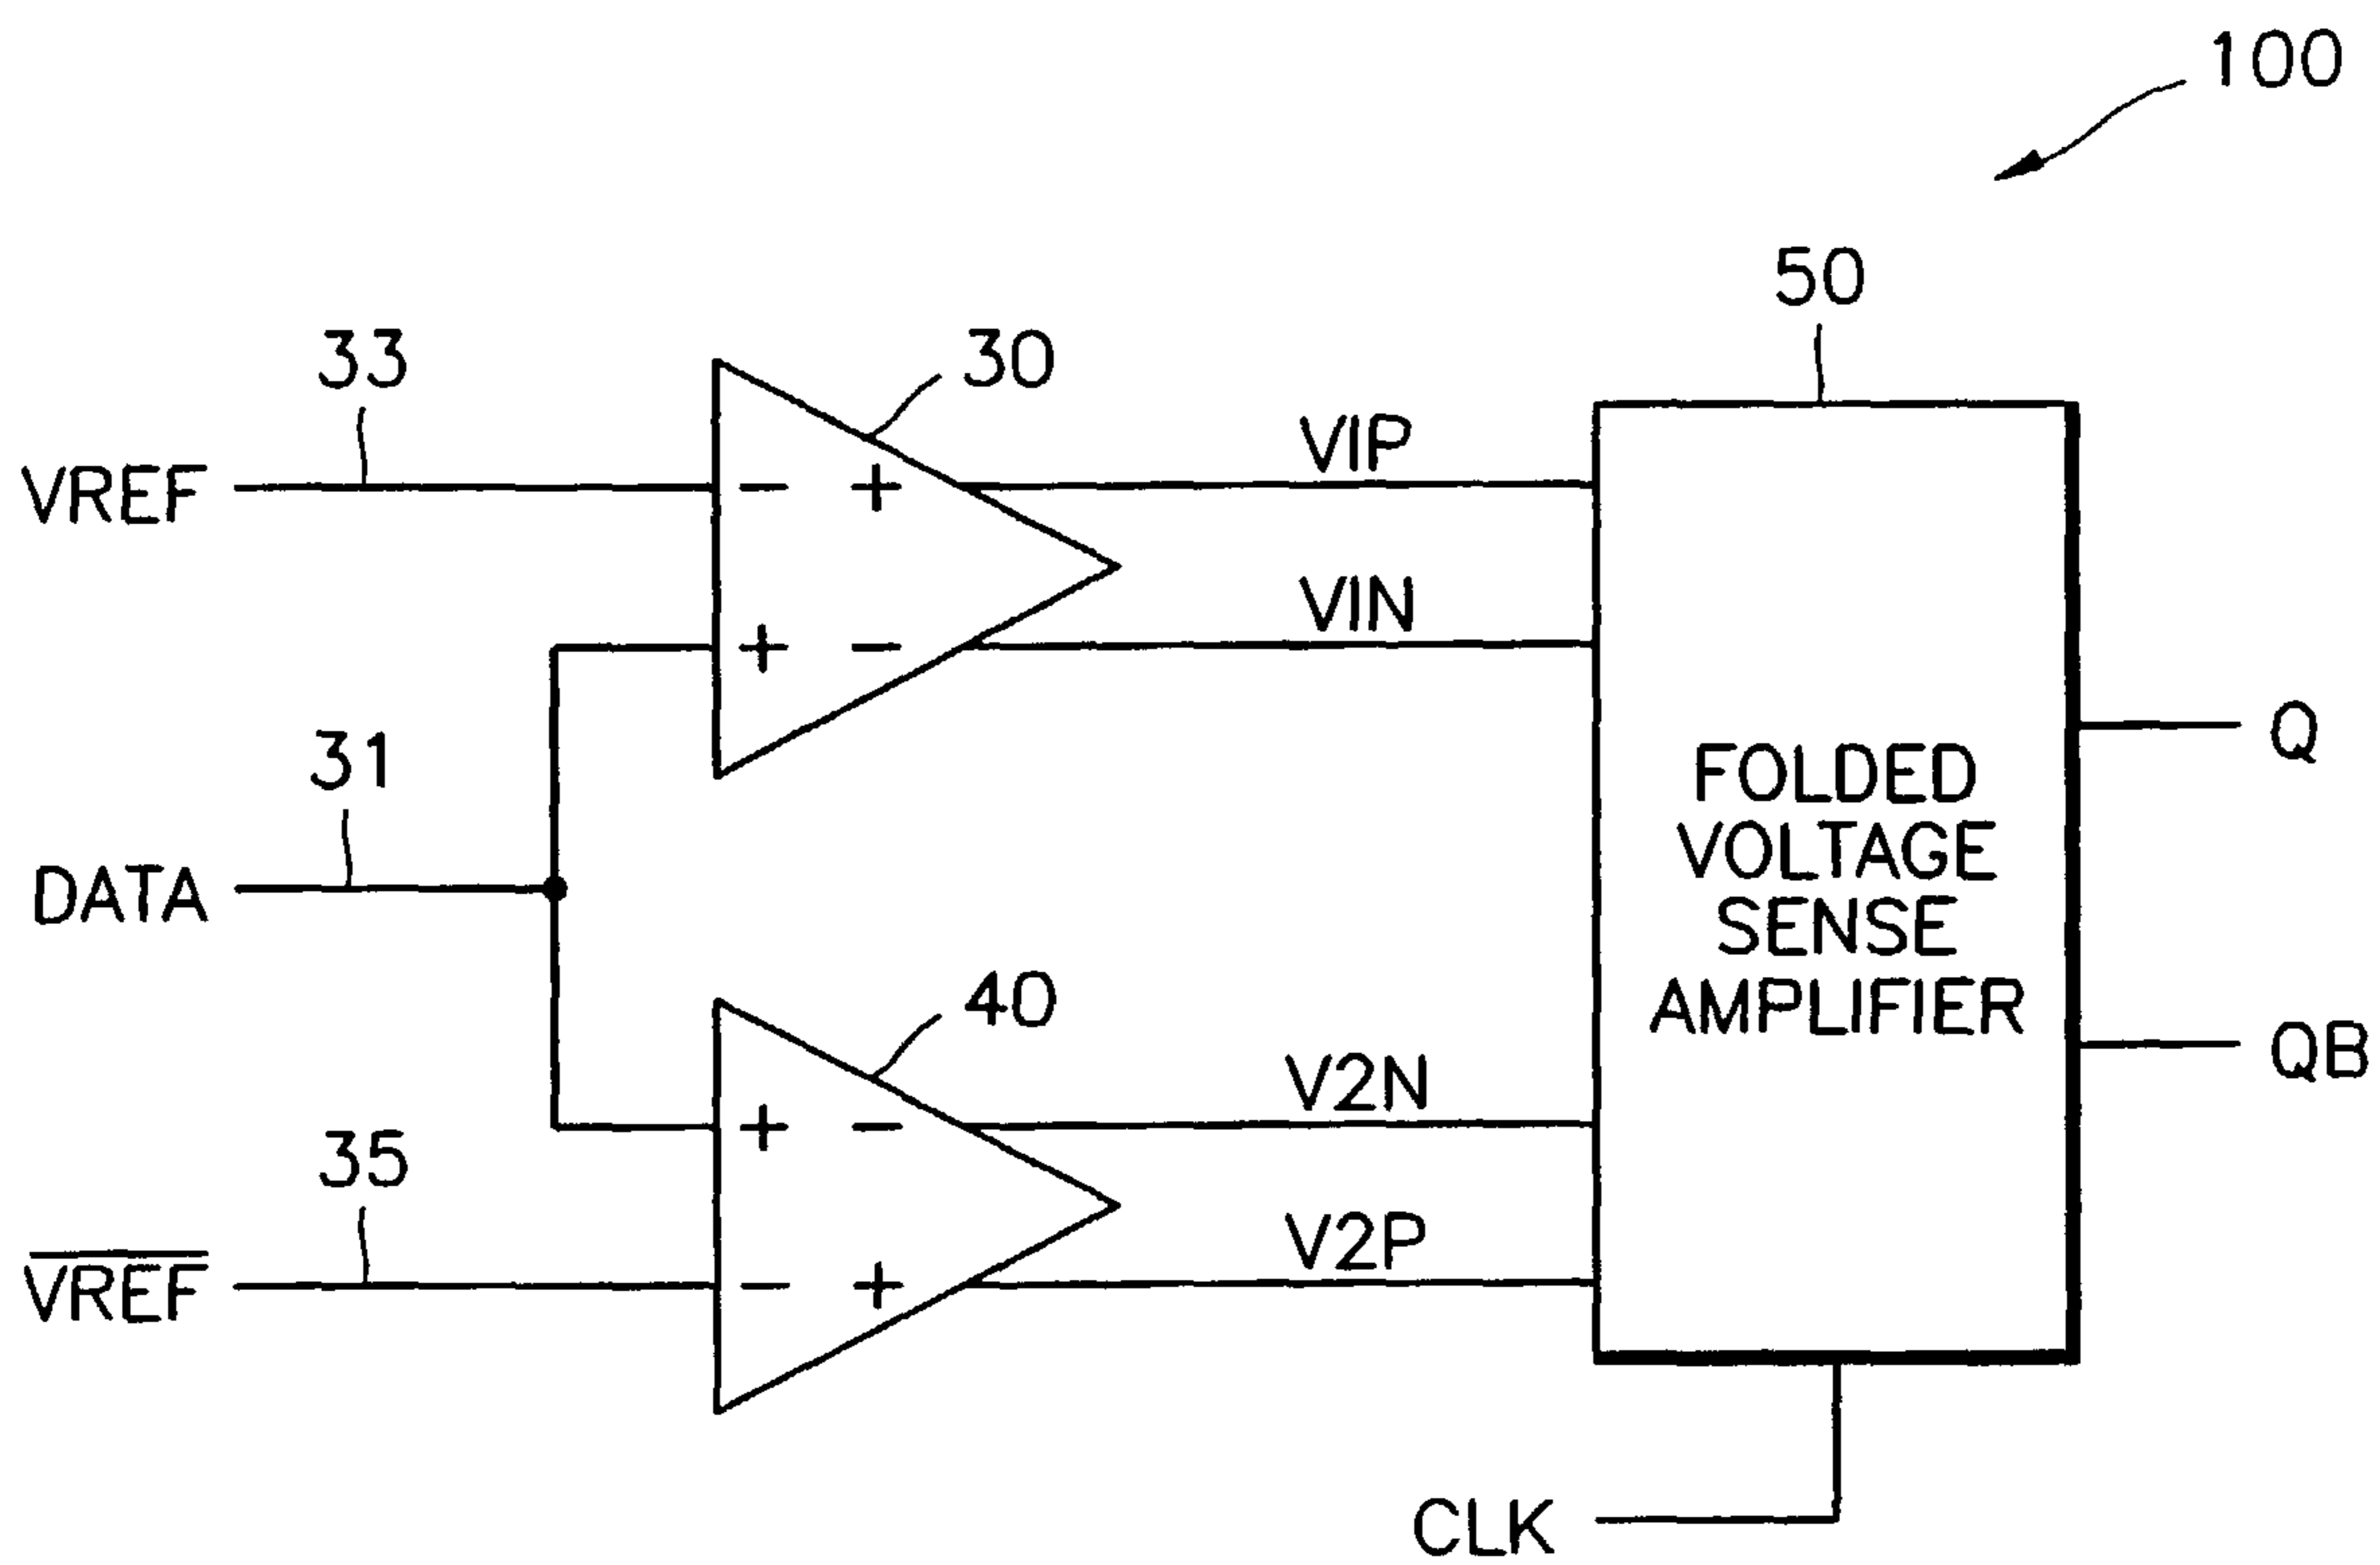 100
50
33
30
VREF
- +
VIP
+ -
VIN
31
DATA
FOLDED
VOLTAGE
SENSE
AMPLIFIER
Q
QB
40
+ -
V2N
35
V̅R̅E̅F̅
- +
V2P
CLK